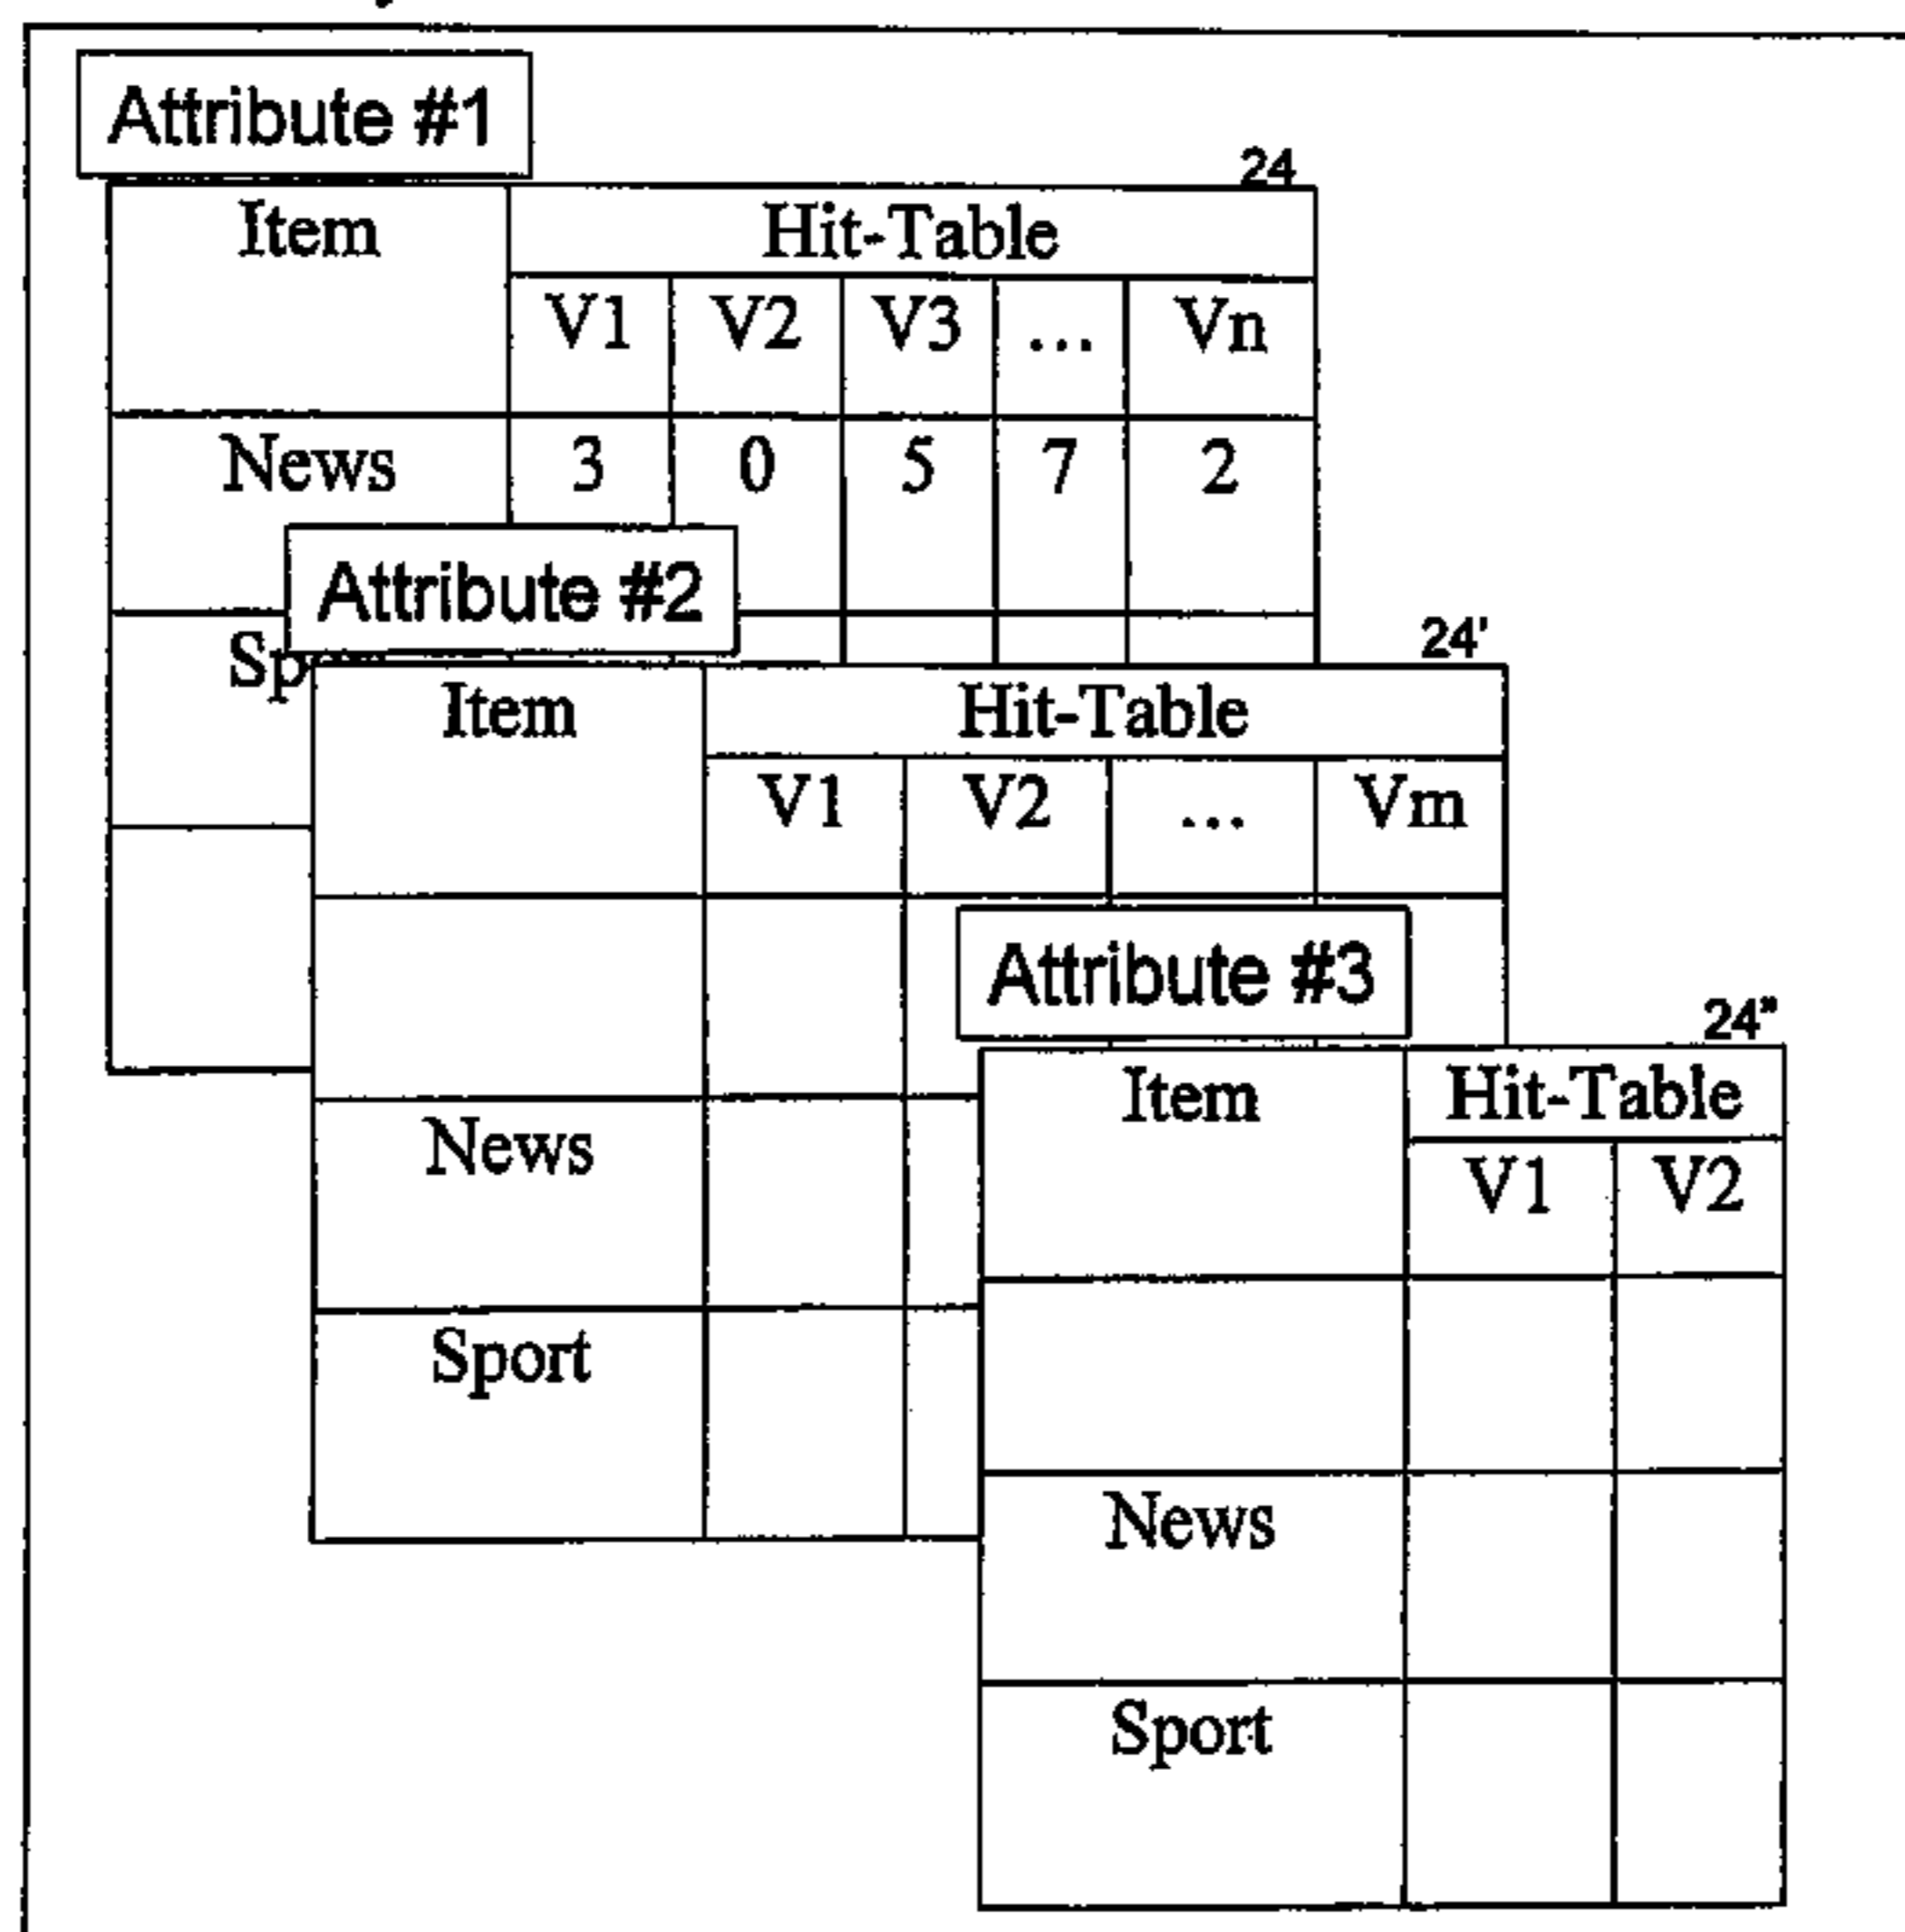 Attribute #1
24
Item Hit-Table
V1 V2 V3 ... Vn
News 3 0 5 7 2
Attribute #2
Sp
24'
Item Hit-Table
V1 V2 ... Vm
Attribute #3
24"
News
Sport
Item Hit-Table
V1 V2
News
Sport